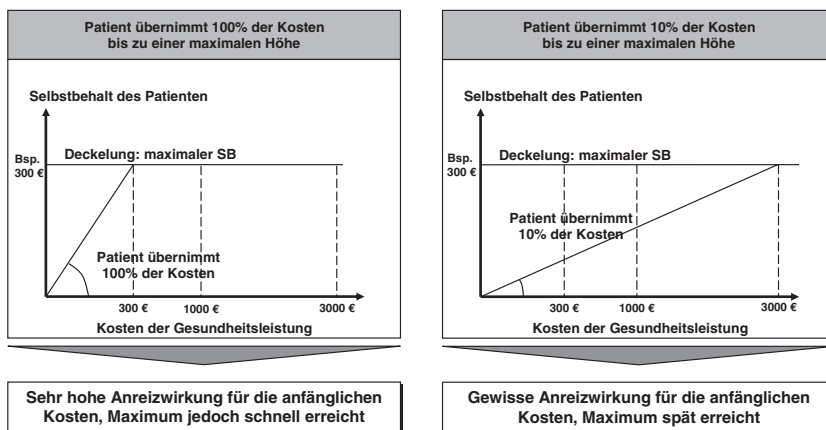 Patient übernimmt 100% der Kosten
bis zu einer maximalen Höhe
Selbstbehalt des Patienten
Bsp.
300 €
Deckelung: maximaler SB
Patient übernimmt
100% der Kosten
300 €
1000 €
3000 €
Kosten der Gesundheitsleistung
Sehr hohe Anreizwirkung für die anfänglichen
Kosten, Maximum jedoch schnell erreicht
Patient übernimmt 10% der Kosten
bis zu einer maximalen Höhe
Selbstbehalt des Patienten
Bsp.
300 €
Deckelung: maximaler SB
Patient übernimmt
10% der Kosten
300 €
1000 €
3000 €
Kosten der Gesundheitsleistung
Gewisse Anreizwirkung für die anfänglichen
Kosten, Maximum spät erreicht